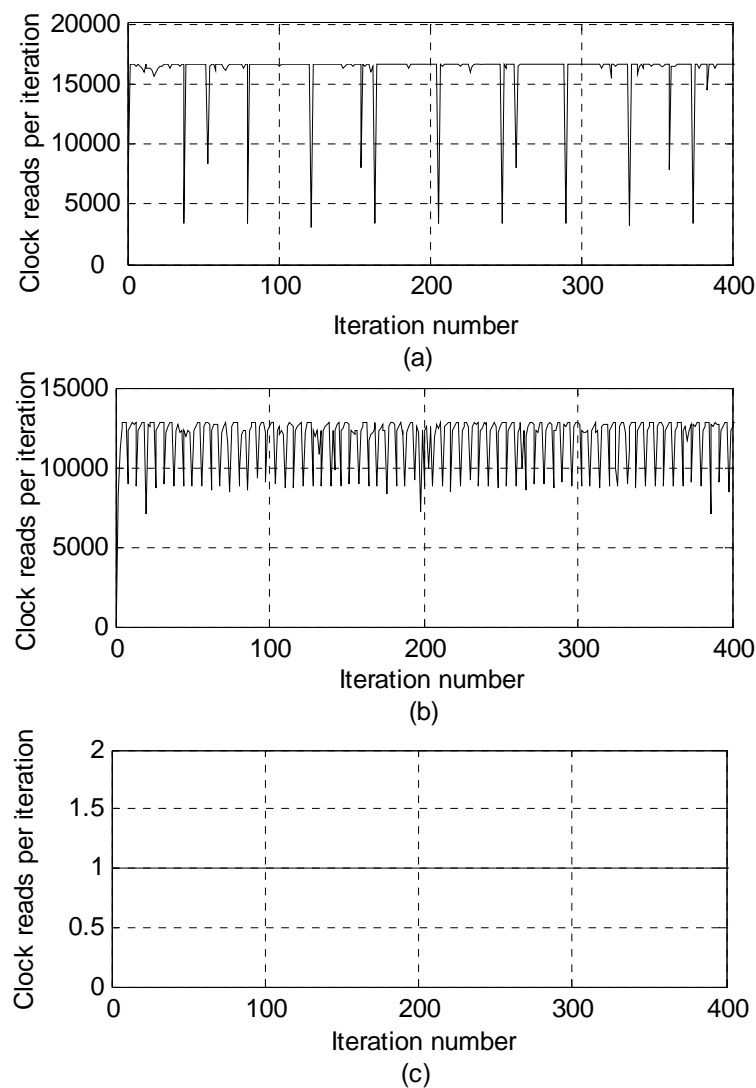 20000
15000
10000
5000
0
Clock reads per iteration
0 100 200 300 400
Iteration number
(a)
15000
10000
5000
0
Clock reads per iteration
0 100 200 300 400
Iteration number
(b)
2
1.5
1
0.5
0
Clock reads per iteration
0 100 200 300 400
Iteration number
(c)